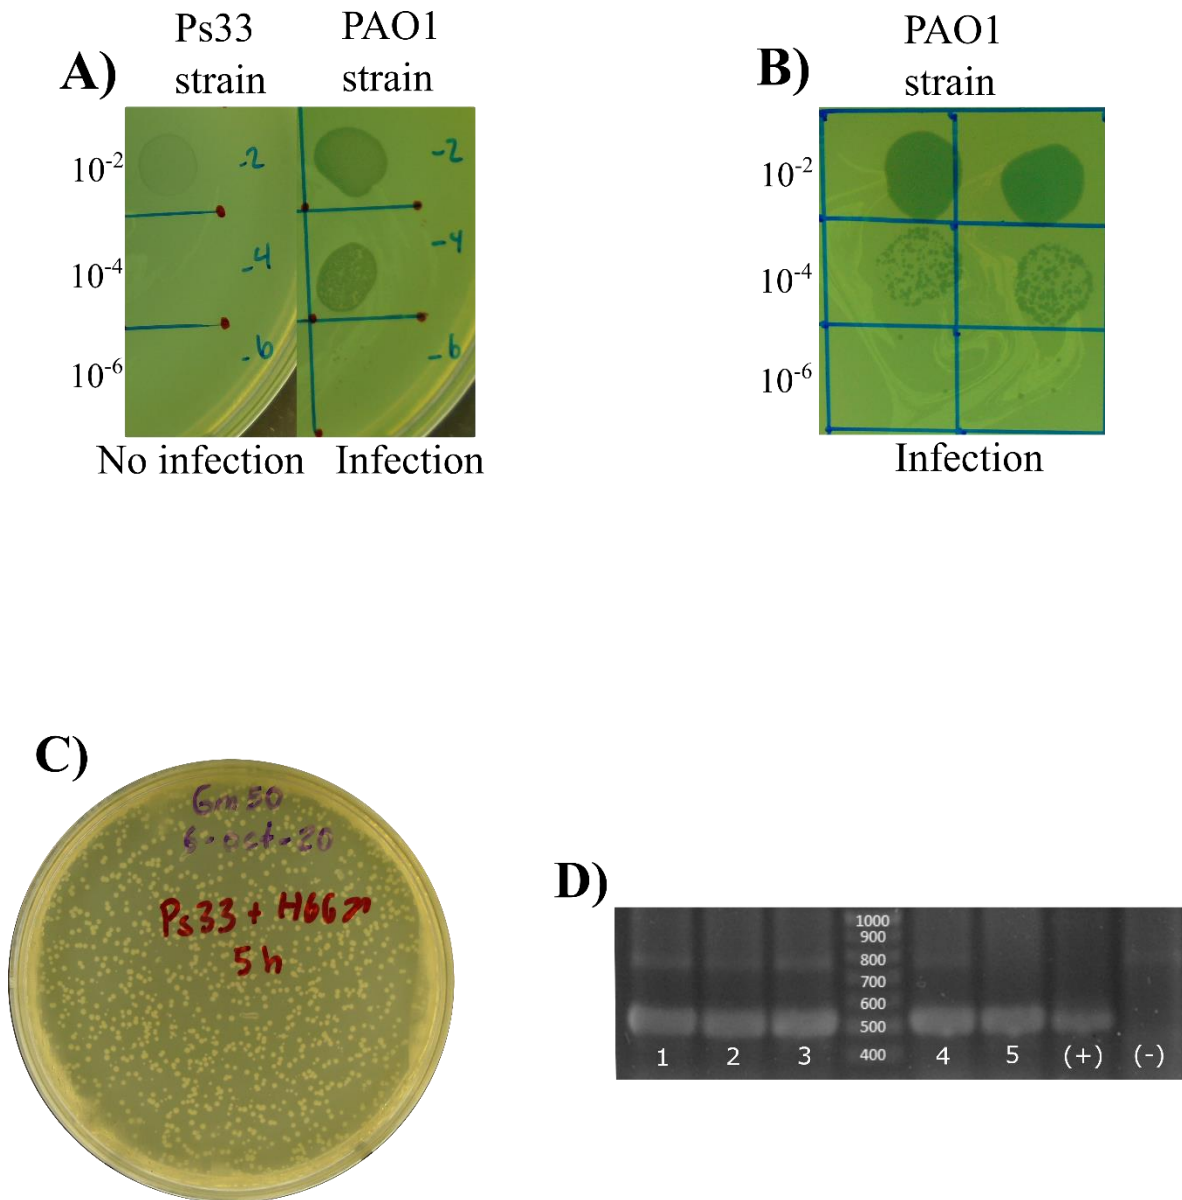 A)
Ps33
strain
PAO1
strain
10-2
10-4
10-6
-2
-4
-6
-2
-4
-6
No infection
Infection
B)
PAO1
strain
10-2
10-4
10-6
Infection
C)
Gm 50
6-oct-20
Ps33 + H66
5h
D)
1000
900
800
700
600
500
400
1 2 3 4 5 (+) (-)